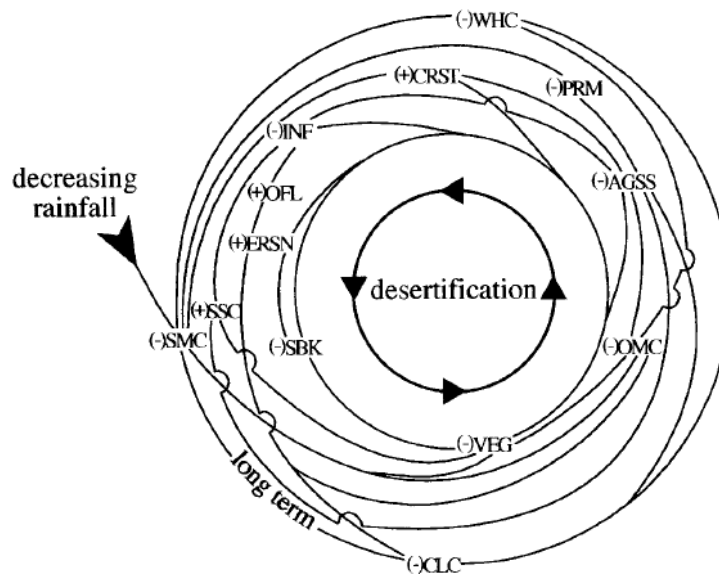 (-)WHC
(+)CRST
(-)PRM
(-)INF
(-)AGSS
decreasing
rainfall
(+)OFL
(+)ERSN
desertification
(+)SSC
(-)SMC
(-)SBK
(-)OMC
(-)VEG
long term
(-)CLC